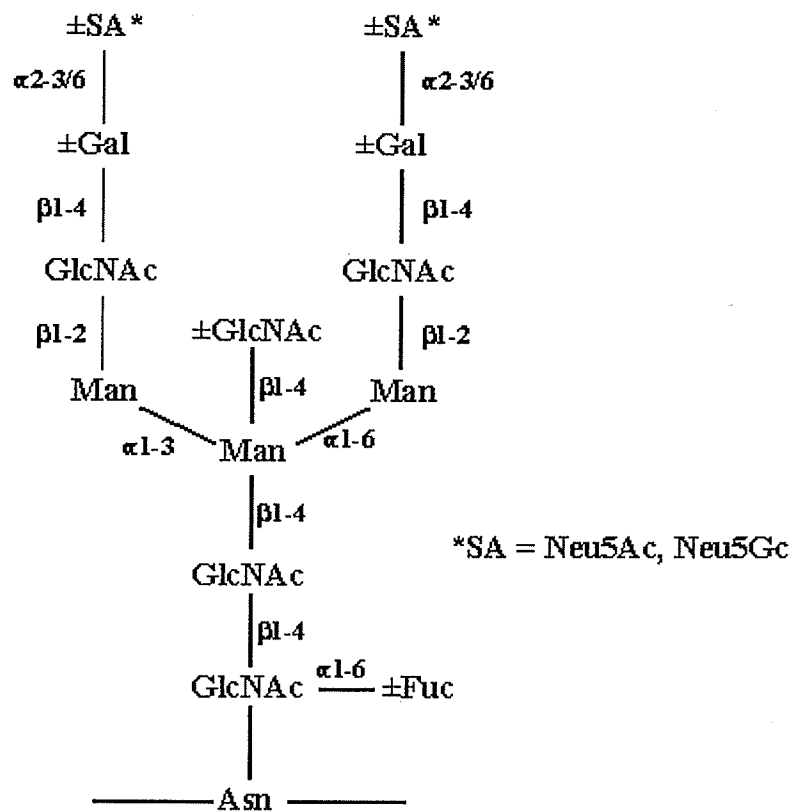 ±SA* ±SA*
α2-3/6 α2-3/6
±Gal ±Gal
β1-4 β1-4
GlcNAc GlcNAc
β1-2 ±GlcNAc β1-2
Man β1-4 Man
α1-3 Man α1-6
β1-4
*SA = Neu5Ac, Neu5Gc
GlcNAc
β1-4
GlcNAc α1-6 ±Fuc
Asn